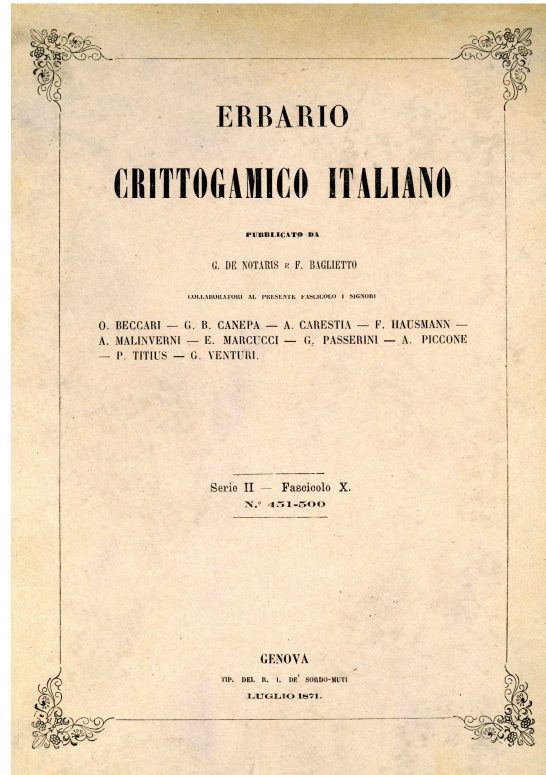 ERBARIO
CRITTOGAMICO ITALIANO
PUBBLICATO DA
G. DE NOTARIS E F. BAGLIETTO
COLLABORATORI AL PRESENTE FASCICOLO I SIGNORI
O. BECCARI — G. B. CANEPA — A. CARESTIA — F. HAUSMANN —
A. MALINVERNI — E. MARCUCCI — G. PASSERINI — A. PICCONE
— P. TITIUS — G. VENTURI.
Serie II — Fascicolo X.
N.° 451-500
GENOVA
TIP. DEL R. I. DE' SORDO-MUTI
LUGLIO 1871.